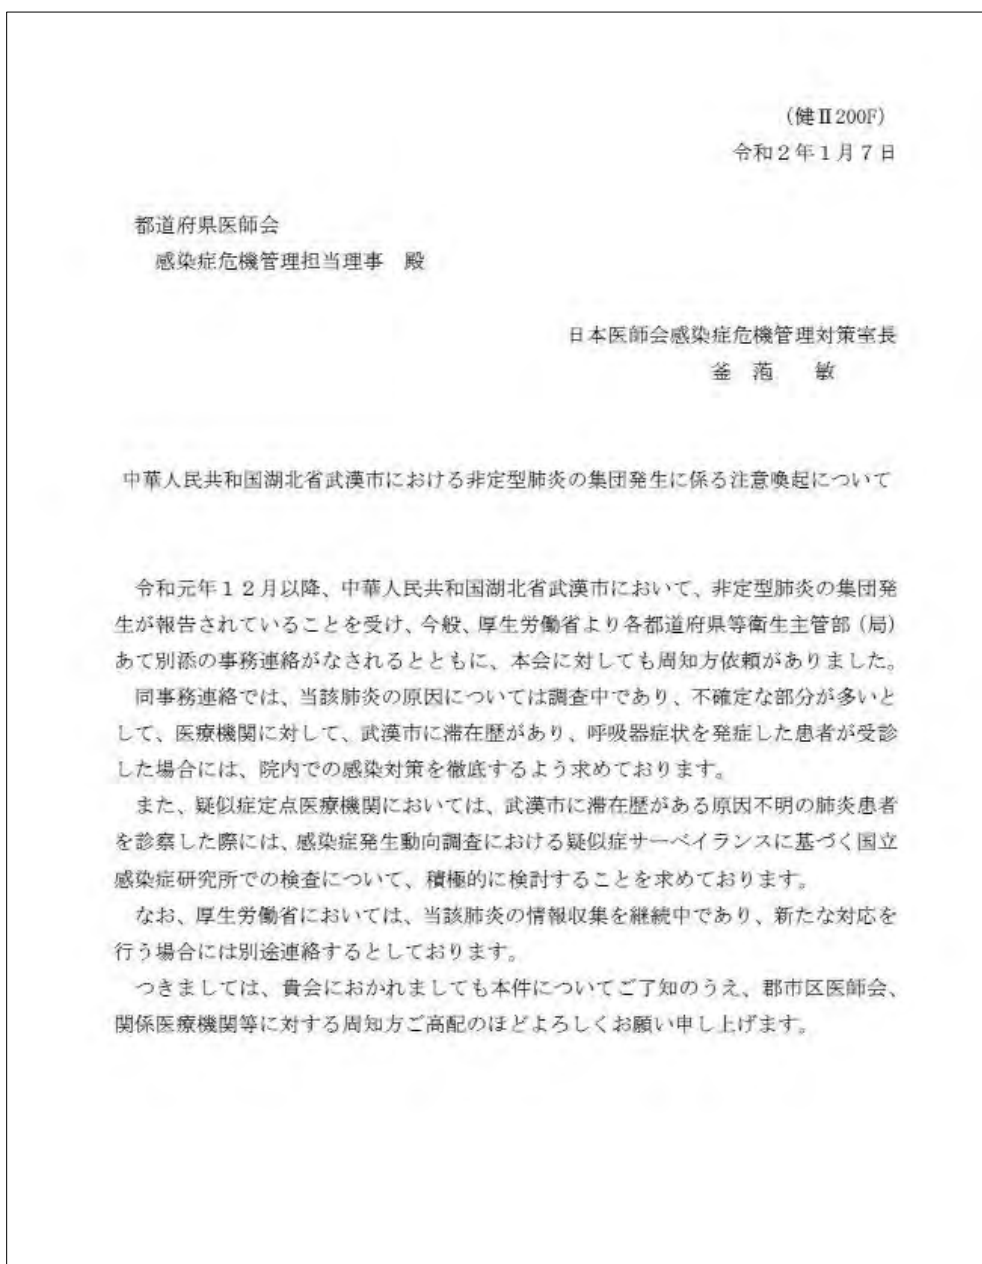 （健Ⅱ200F）
令和２年１月７日
都道府県医師会
感染症危機管理担当理事　殿
日本医師会感染症危機管理対策室長
釜　萢　　敏
中華人民共和国湖北省武漢市における非定型肺炎の集団発生に係る注意喚起について
令和元年１２月以降、中華人民共和国湖北省武漢市において、非定型肺炎の集団発
生が報告されていることを受け、今般、厚生労働省より各都道府県等衛生主管部（局）
あて別添の事務連絡がなされるとともに、本会に対しても周知方依頼がありました。
同事務連絡では、当該肺炎の原因については調査中であり、不確定な部分が多いと
して、医療機関に対して、武漢市に滞在歴があり、呼吸器症状を発症した患者が受診
した場合には、院内での感染対策を徹底するよう求めております。
また、疑似症定点医療機関においては、武漢市に滞在歴がある原因不明の肺炎患者
を診察した際には、感染症発生動向調査における疑似症サーベイランスに基づく国立
感染症研究所での検査について、積極的に検討することを求めております。
なお、厚生労働省においては、当該肺炎の情報収集を継続中であり、新たな対応を
行う場合には別途連絡するとしております。
つきましては、貴会におかれましても本件についてご了知のうえ、郡市区医師会、
関係医療機関等に対する周知方ご高配のほどよろしくお願い申し上げます。